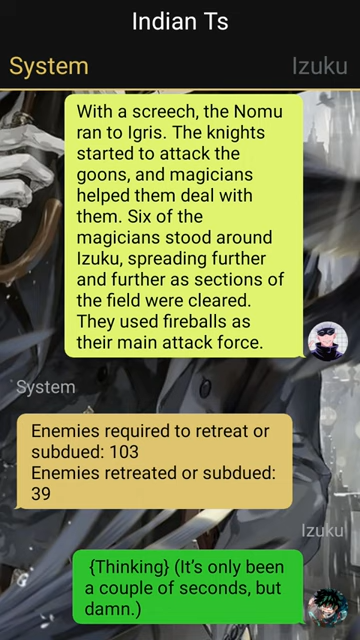 Indian Ts
System Izuku
With a screech, the Nomu
ran to Igris. The knights
started to attack the
goons, and magicians
helped them deal with
them. Six of the
magicians stood around
Izuku, spreading further
and further as sections of
the field were cleared.
They used fireballs as
their main attack force.
System
Enemies required to retreat or
subdued: 103
Enemies retreated or subdued:
39
Izuku
{Thinking} (It’s only been
a couple of seconds, but
damn.)